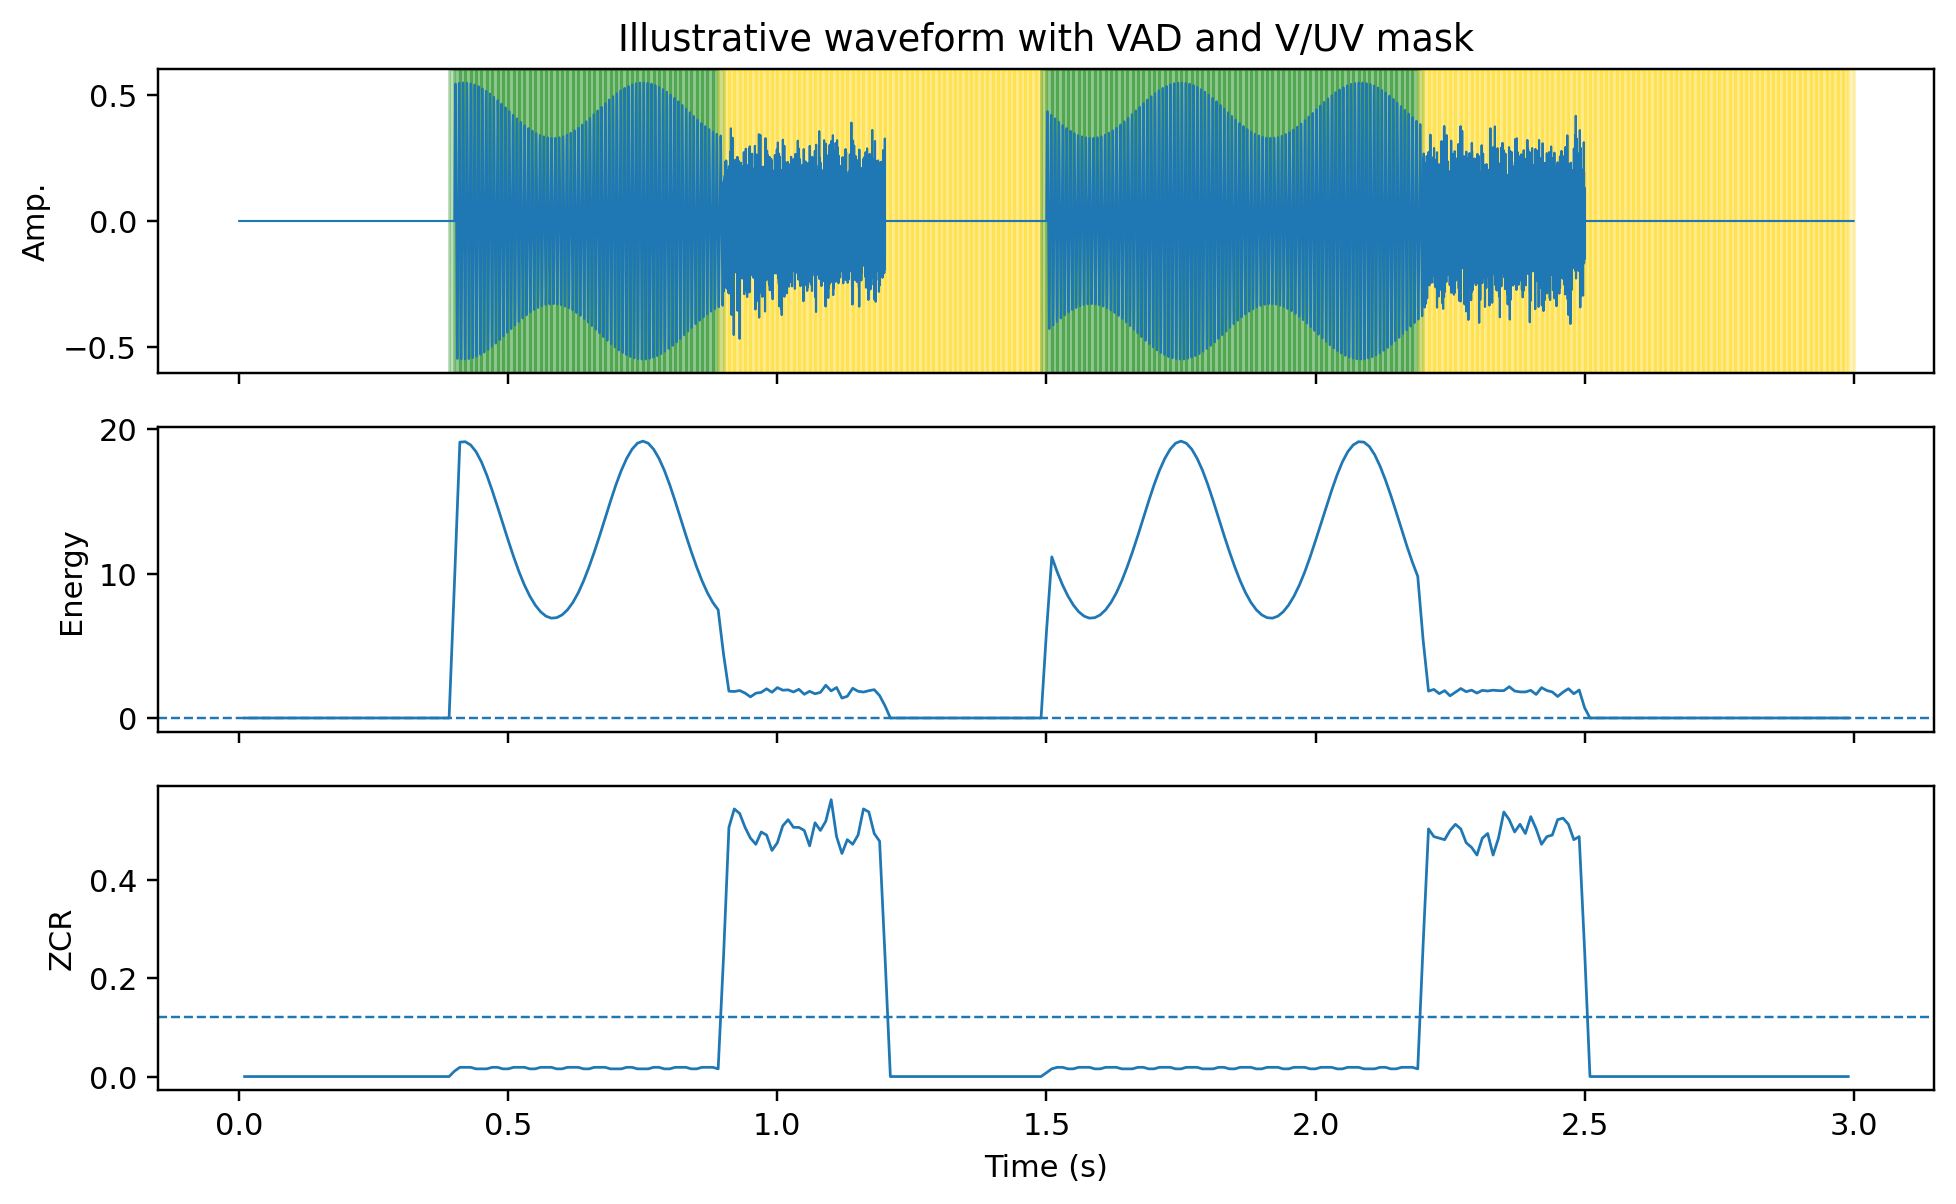 Illustrative waveform with VAD and V/UV mask
0.5
0.0
−0.5
Amp.
20
10
0
Energy
0.4
0.2
0.0
ZCR
0.0 0.5 1.0 1.5 2.0 2.5 3.0
Time (s)